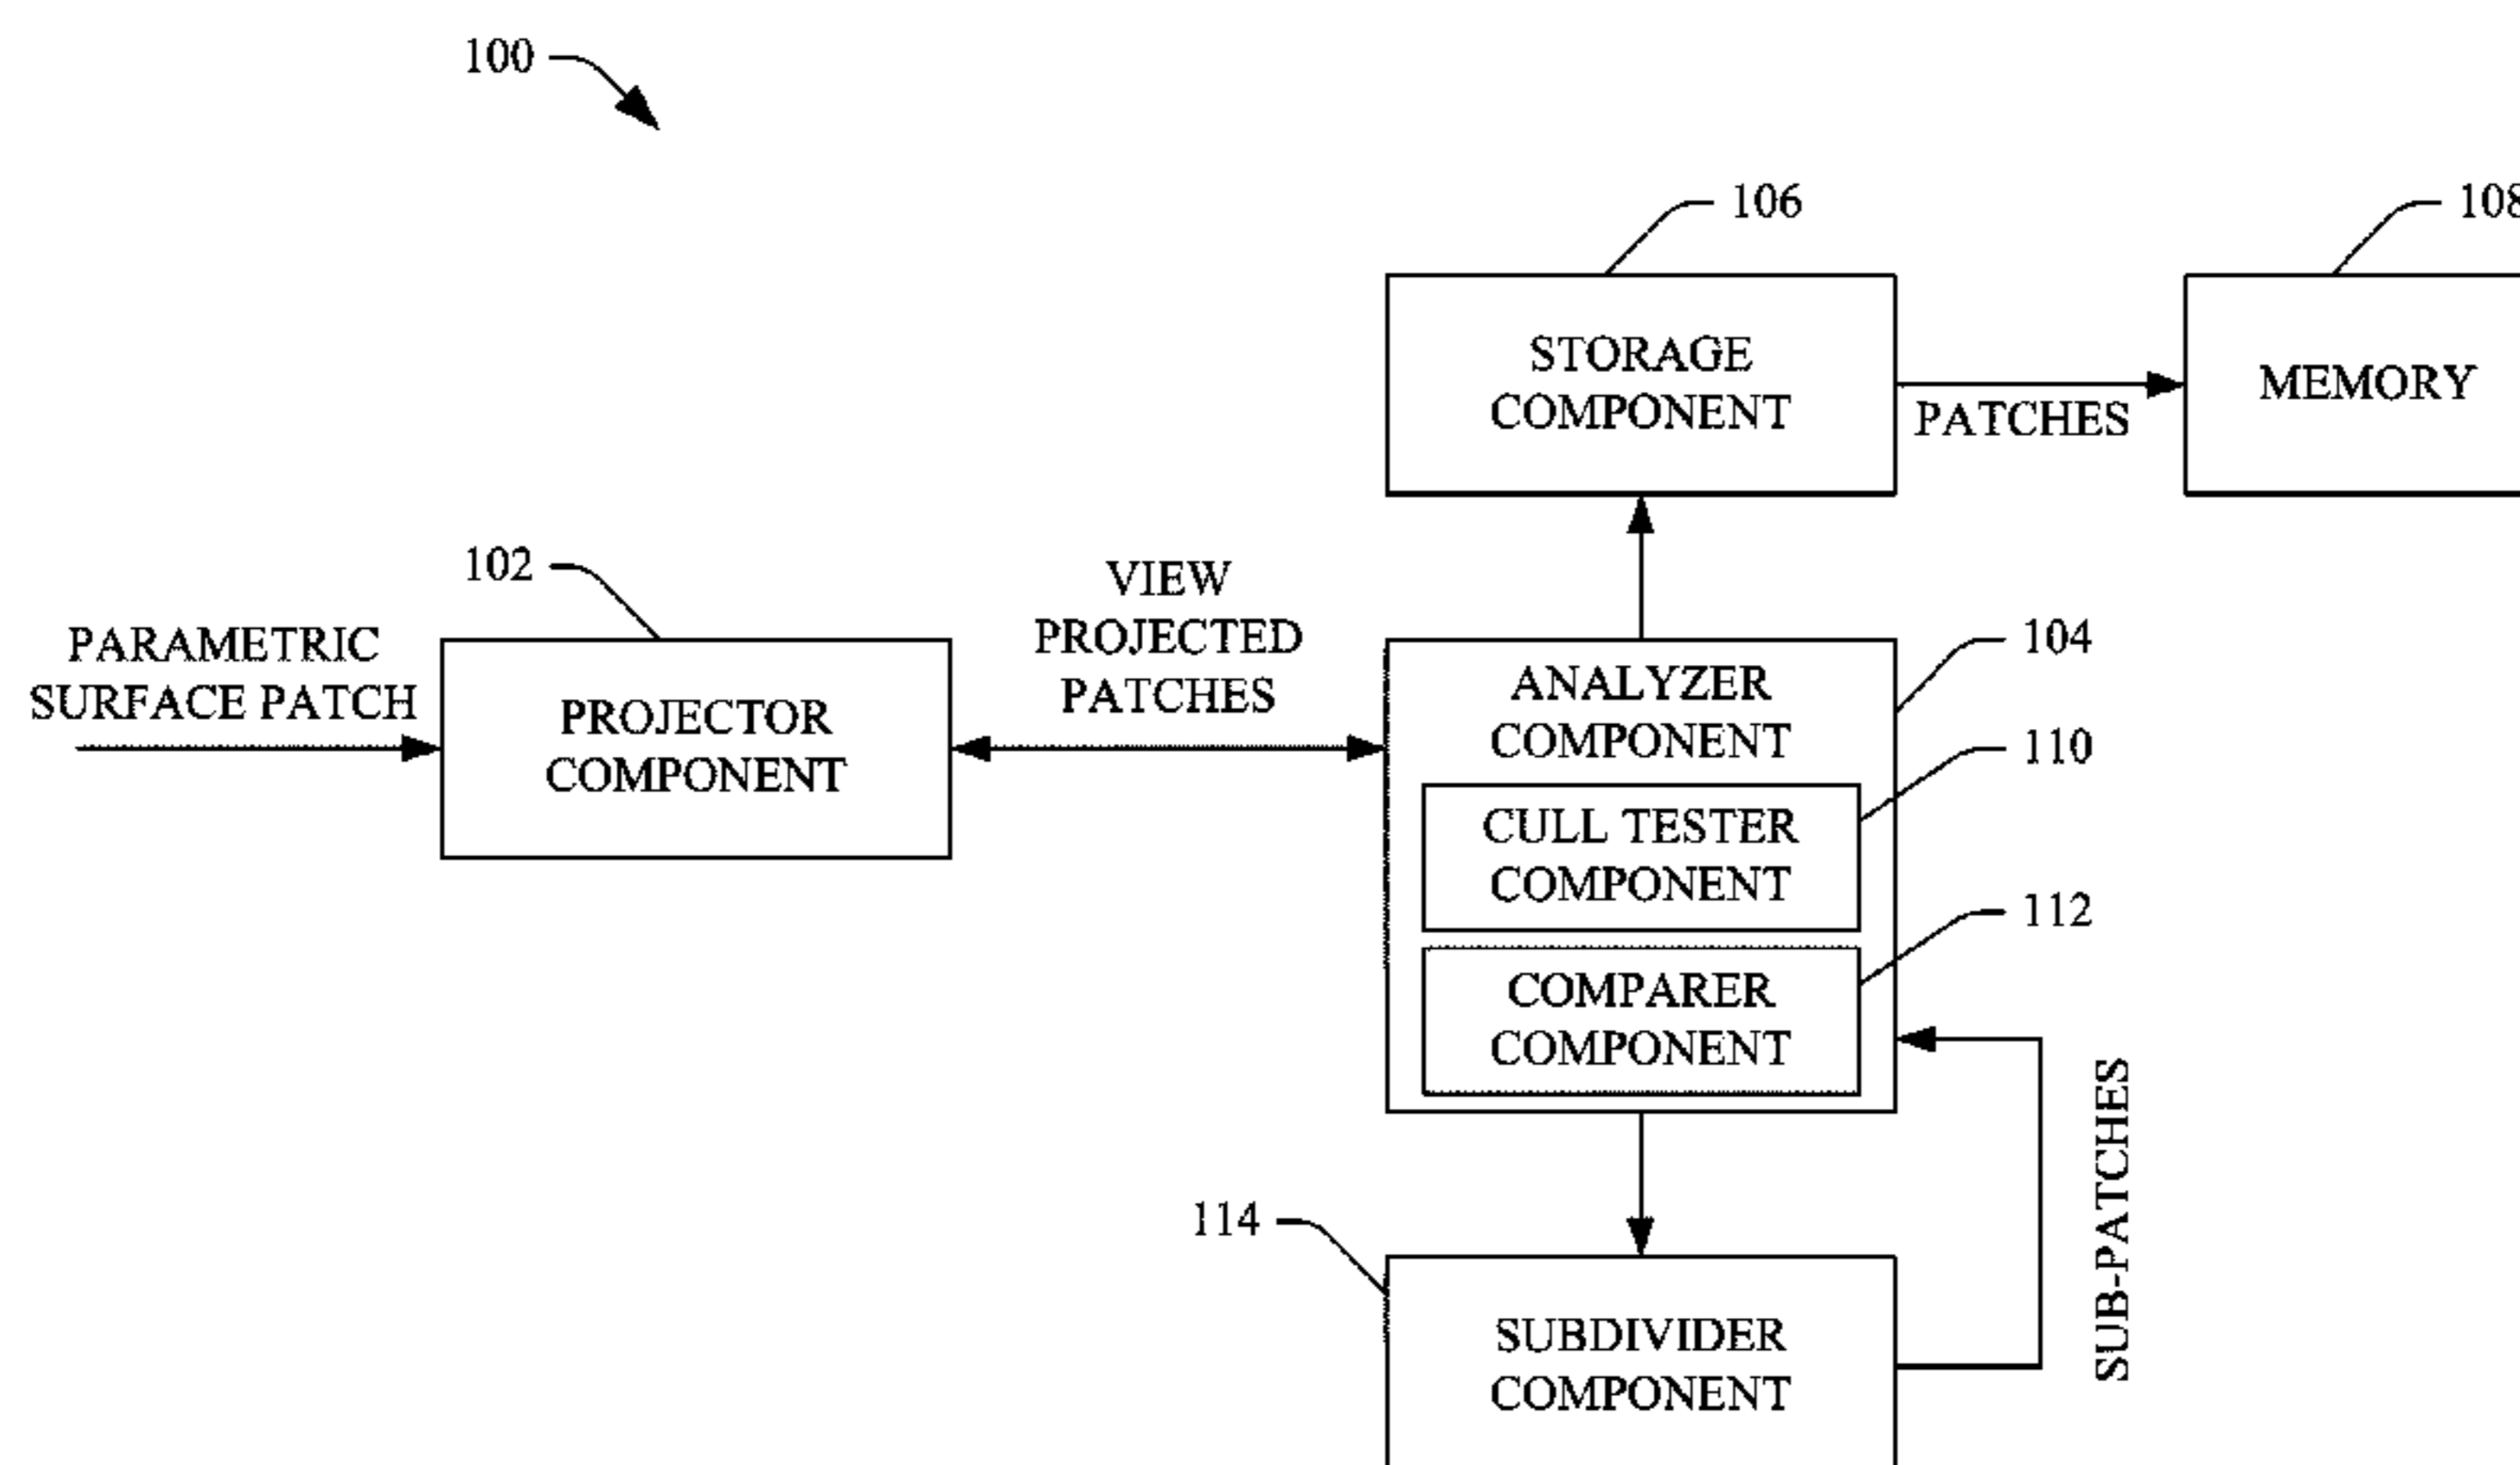 100
106
108
STORAGE
COMPONENT
MEMORY
PATCHES
102
VIEW
PROJECTED
PATCHES
PARAMETRIC
SURFACE PATCH
PROJECTOR
COMPONENT
104
ANALYZER
COMPONENT
110
CULL TESTER
COMPONENT
112
COMPARER
COMPONENT
SUB-PATCHES
114
SUBDIVIDER
COMPONENT